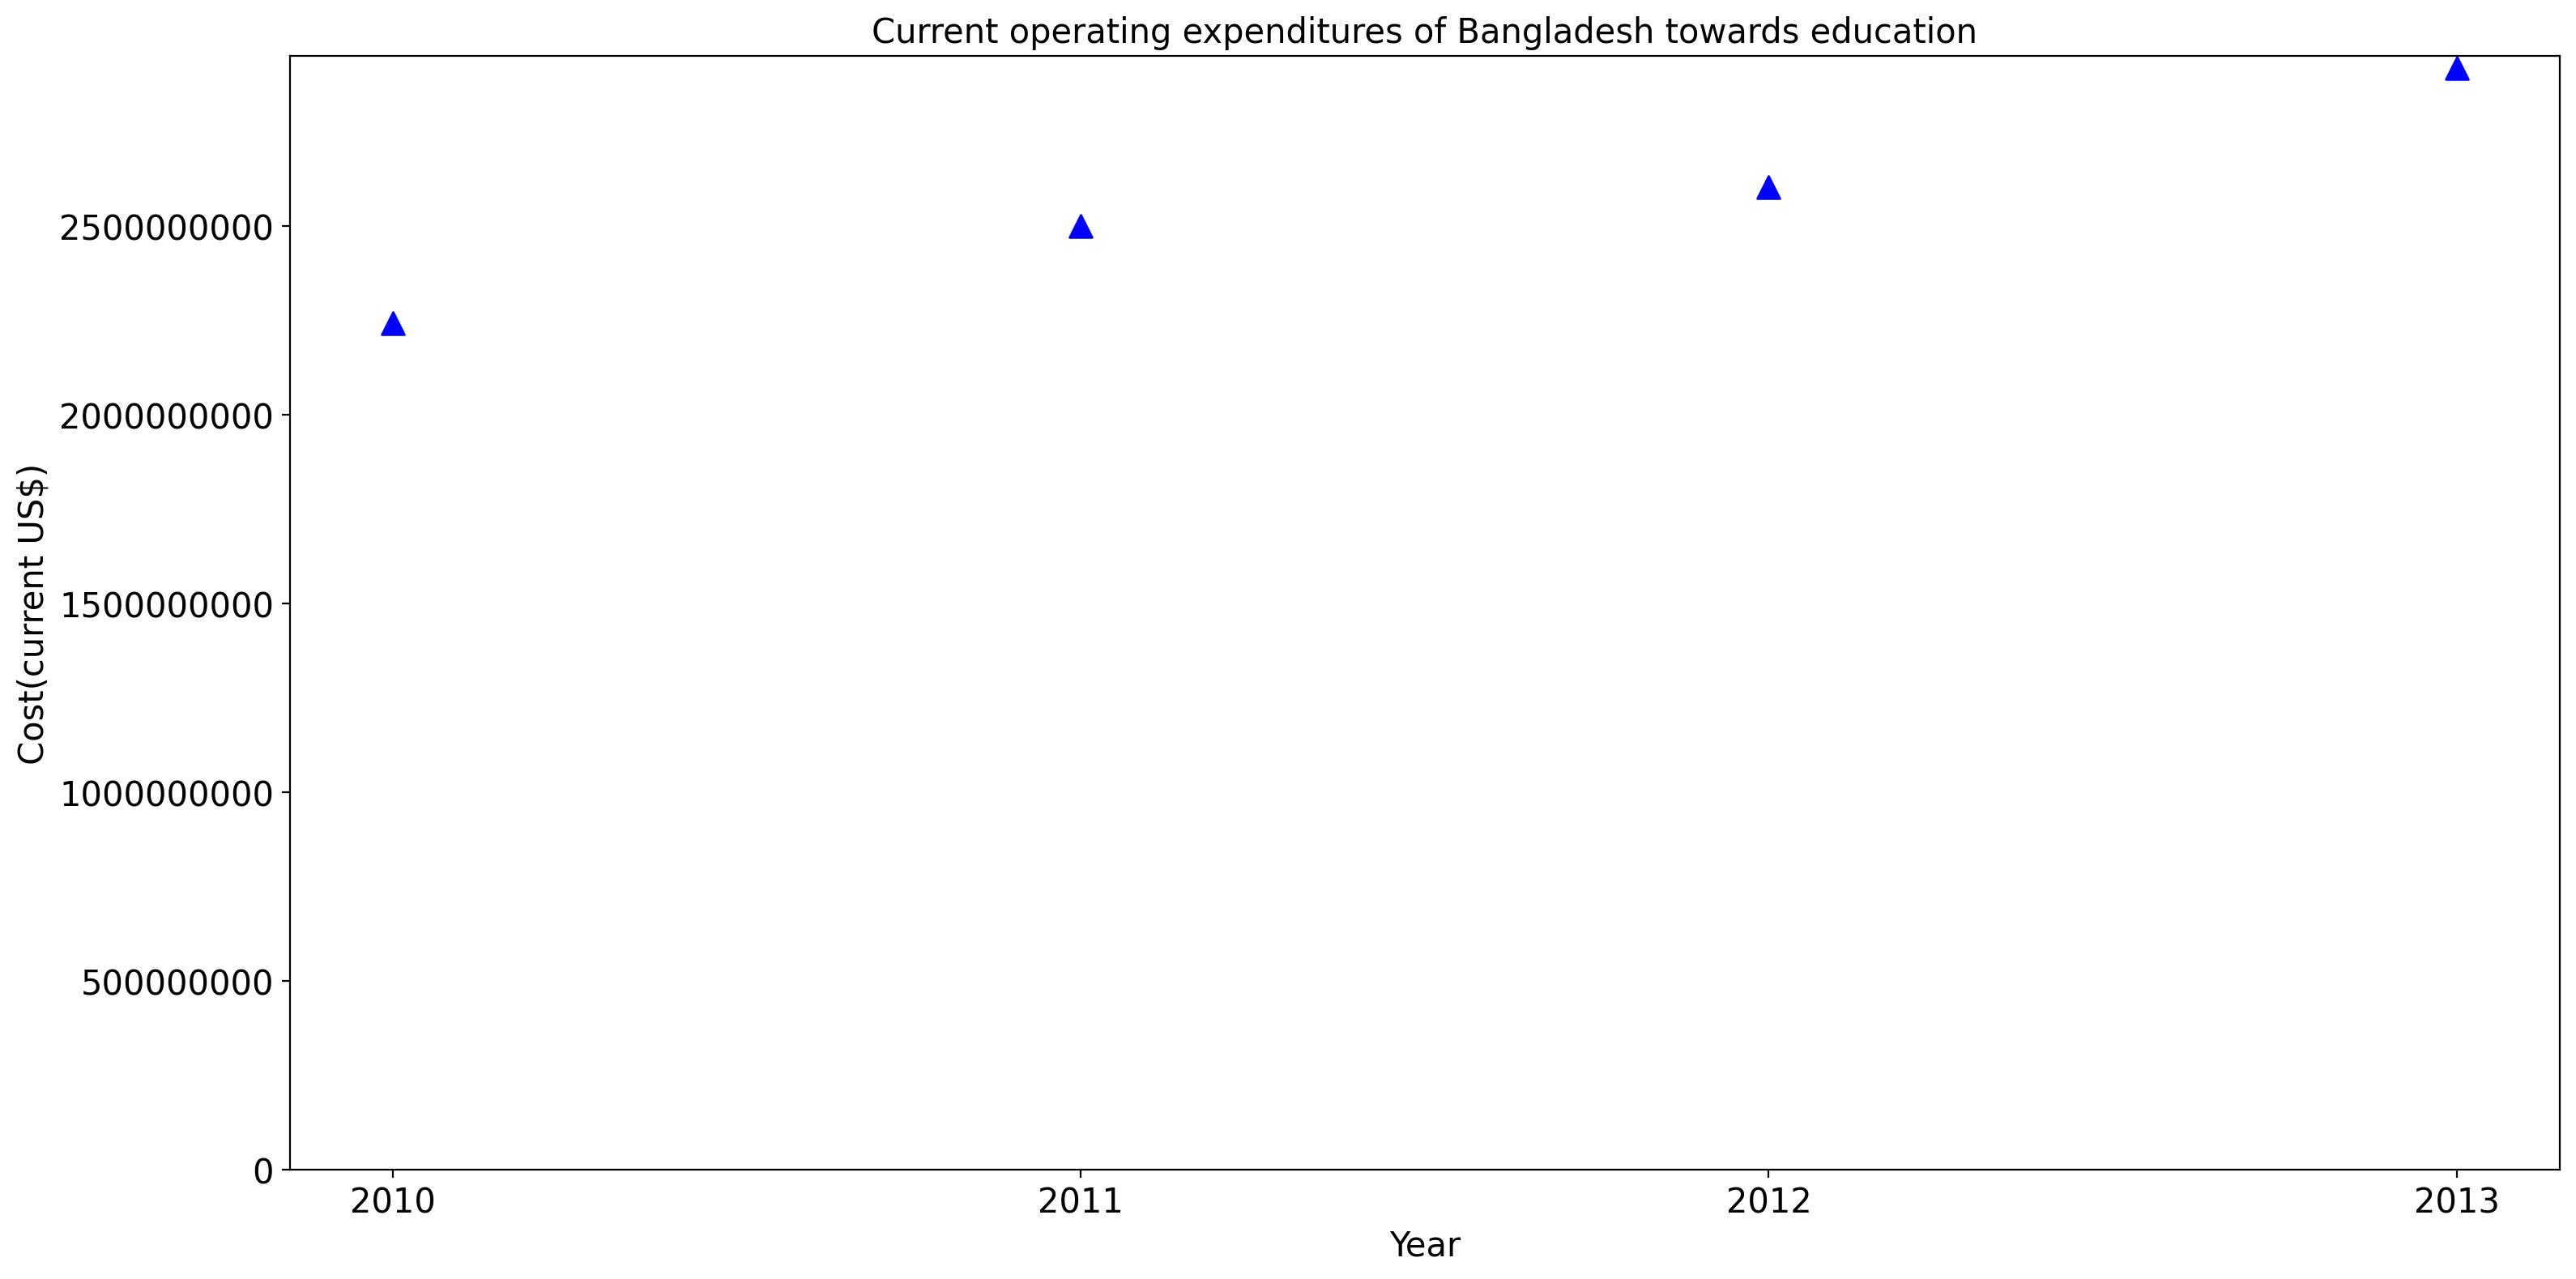 Current operating expenditures of Bangladesh towards education
Cost(current US$)
2500000000
2000000000
1500000000
1000000000
500000000
0
2010 2011 2012 2013
Year